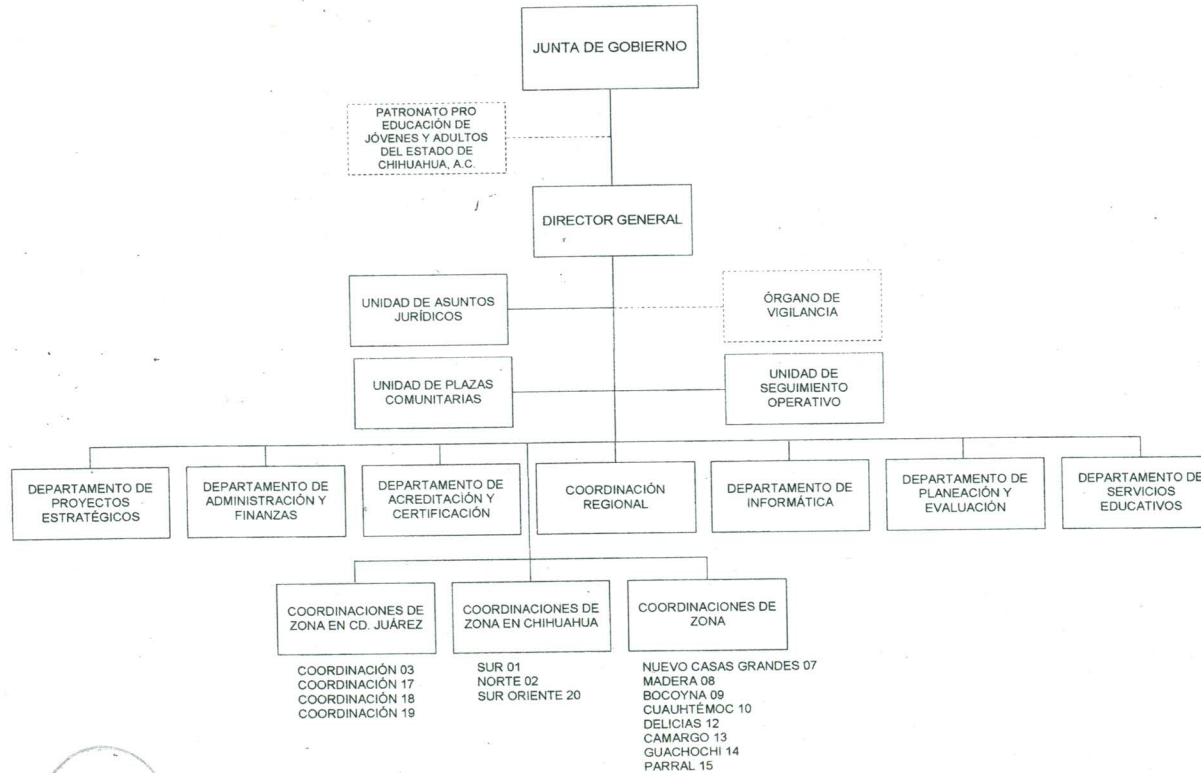 JUNTA DE GOBIERNO
PATRONATO PRO
EDUCACIÓN DE
JÓVENES Y ADULTOS
DEL ESTADO DE
CHIHUAHUA, A.C.
DIRECTOR GENERAL
UNIDAD DE ASUNTOS
JURÍDICOS
ÓRGANO DE
VIGILANCIA
UNIDAD DE PLAZAS
COMUNITARIAS
UNIDAD DE
SEGUIMIENTO
OPERATIVO
DEPARTAMENTO DE
PROYECTOS
ESTRATÉGICOS
DEPARTAMENTO DE
ADMINISTRACIÓN Y
FINANZAS
DEPARTAMENTO DE
ACREDITACIÓN Y
CERTIFICACIÓN
COORDINACIÓN
REGIONAL
DEPARTAMENTO DE
INFORMÁTICA
DEPARTAMENTO DE
PLANEACIÓN Y
EVALUACIÓN
DEPARTAMENTO DE
SERVICIOS
EDUCATIVOS
COORDINACIONES DE
ZONA EN CD. JUÁREZ
COORDINACIÓN 03
COORDINACIÓN 17
COORDINACIÓN 18
COORDINACIÓN 19
COORDINACIONES DE
ZONA EN CHIHUAHUA
SUR 01
NORTE 02
SUR ORIENTE 20
COORDINACIONES DE
ZONA
NUEVO CASAS GRANDES 07
MADERA 08
BOCOYNA 09
CUAUHTÉMOC 10
DELICIAS 12
CAMARGO 13
GUACHOCHI 14
PARRAL 15